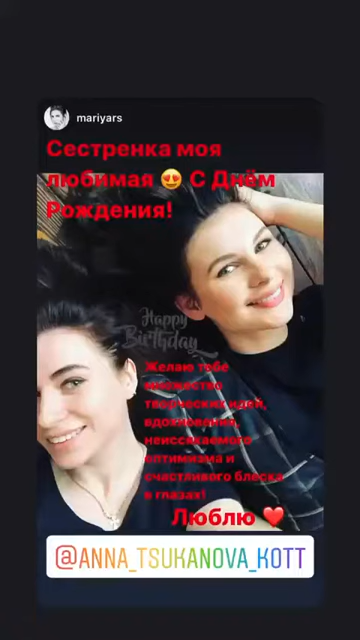 mariyars
Сестренка моя
любимая 😍 С Днём
Рождения!
Happy
Birthday
Желаю тебе
множество
творческих идей,
вдохновения,
неиссякаемого
оптимизма и
счастливого блеска
в глазах!
Люблю ❤️
@ANNA_TSUKANOVA_KOTT